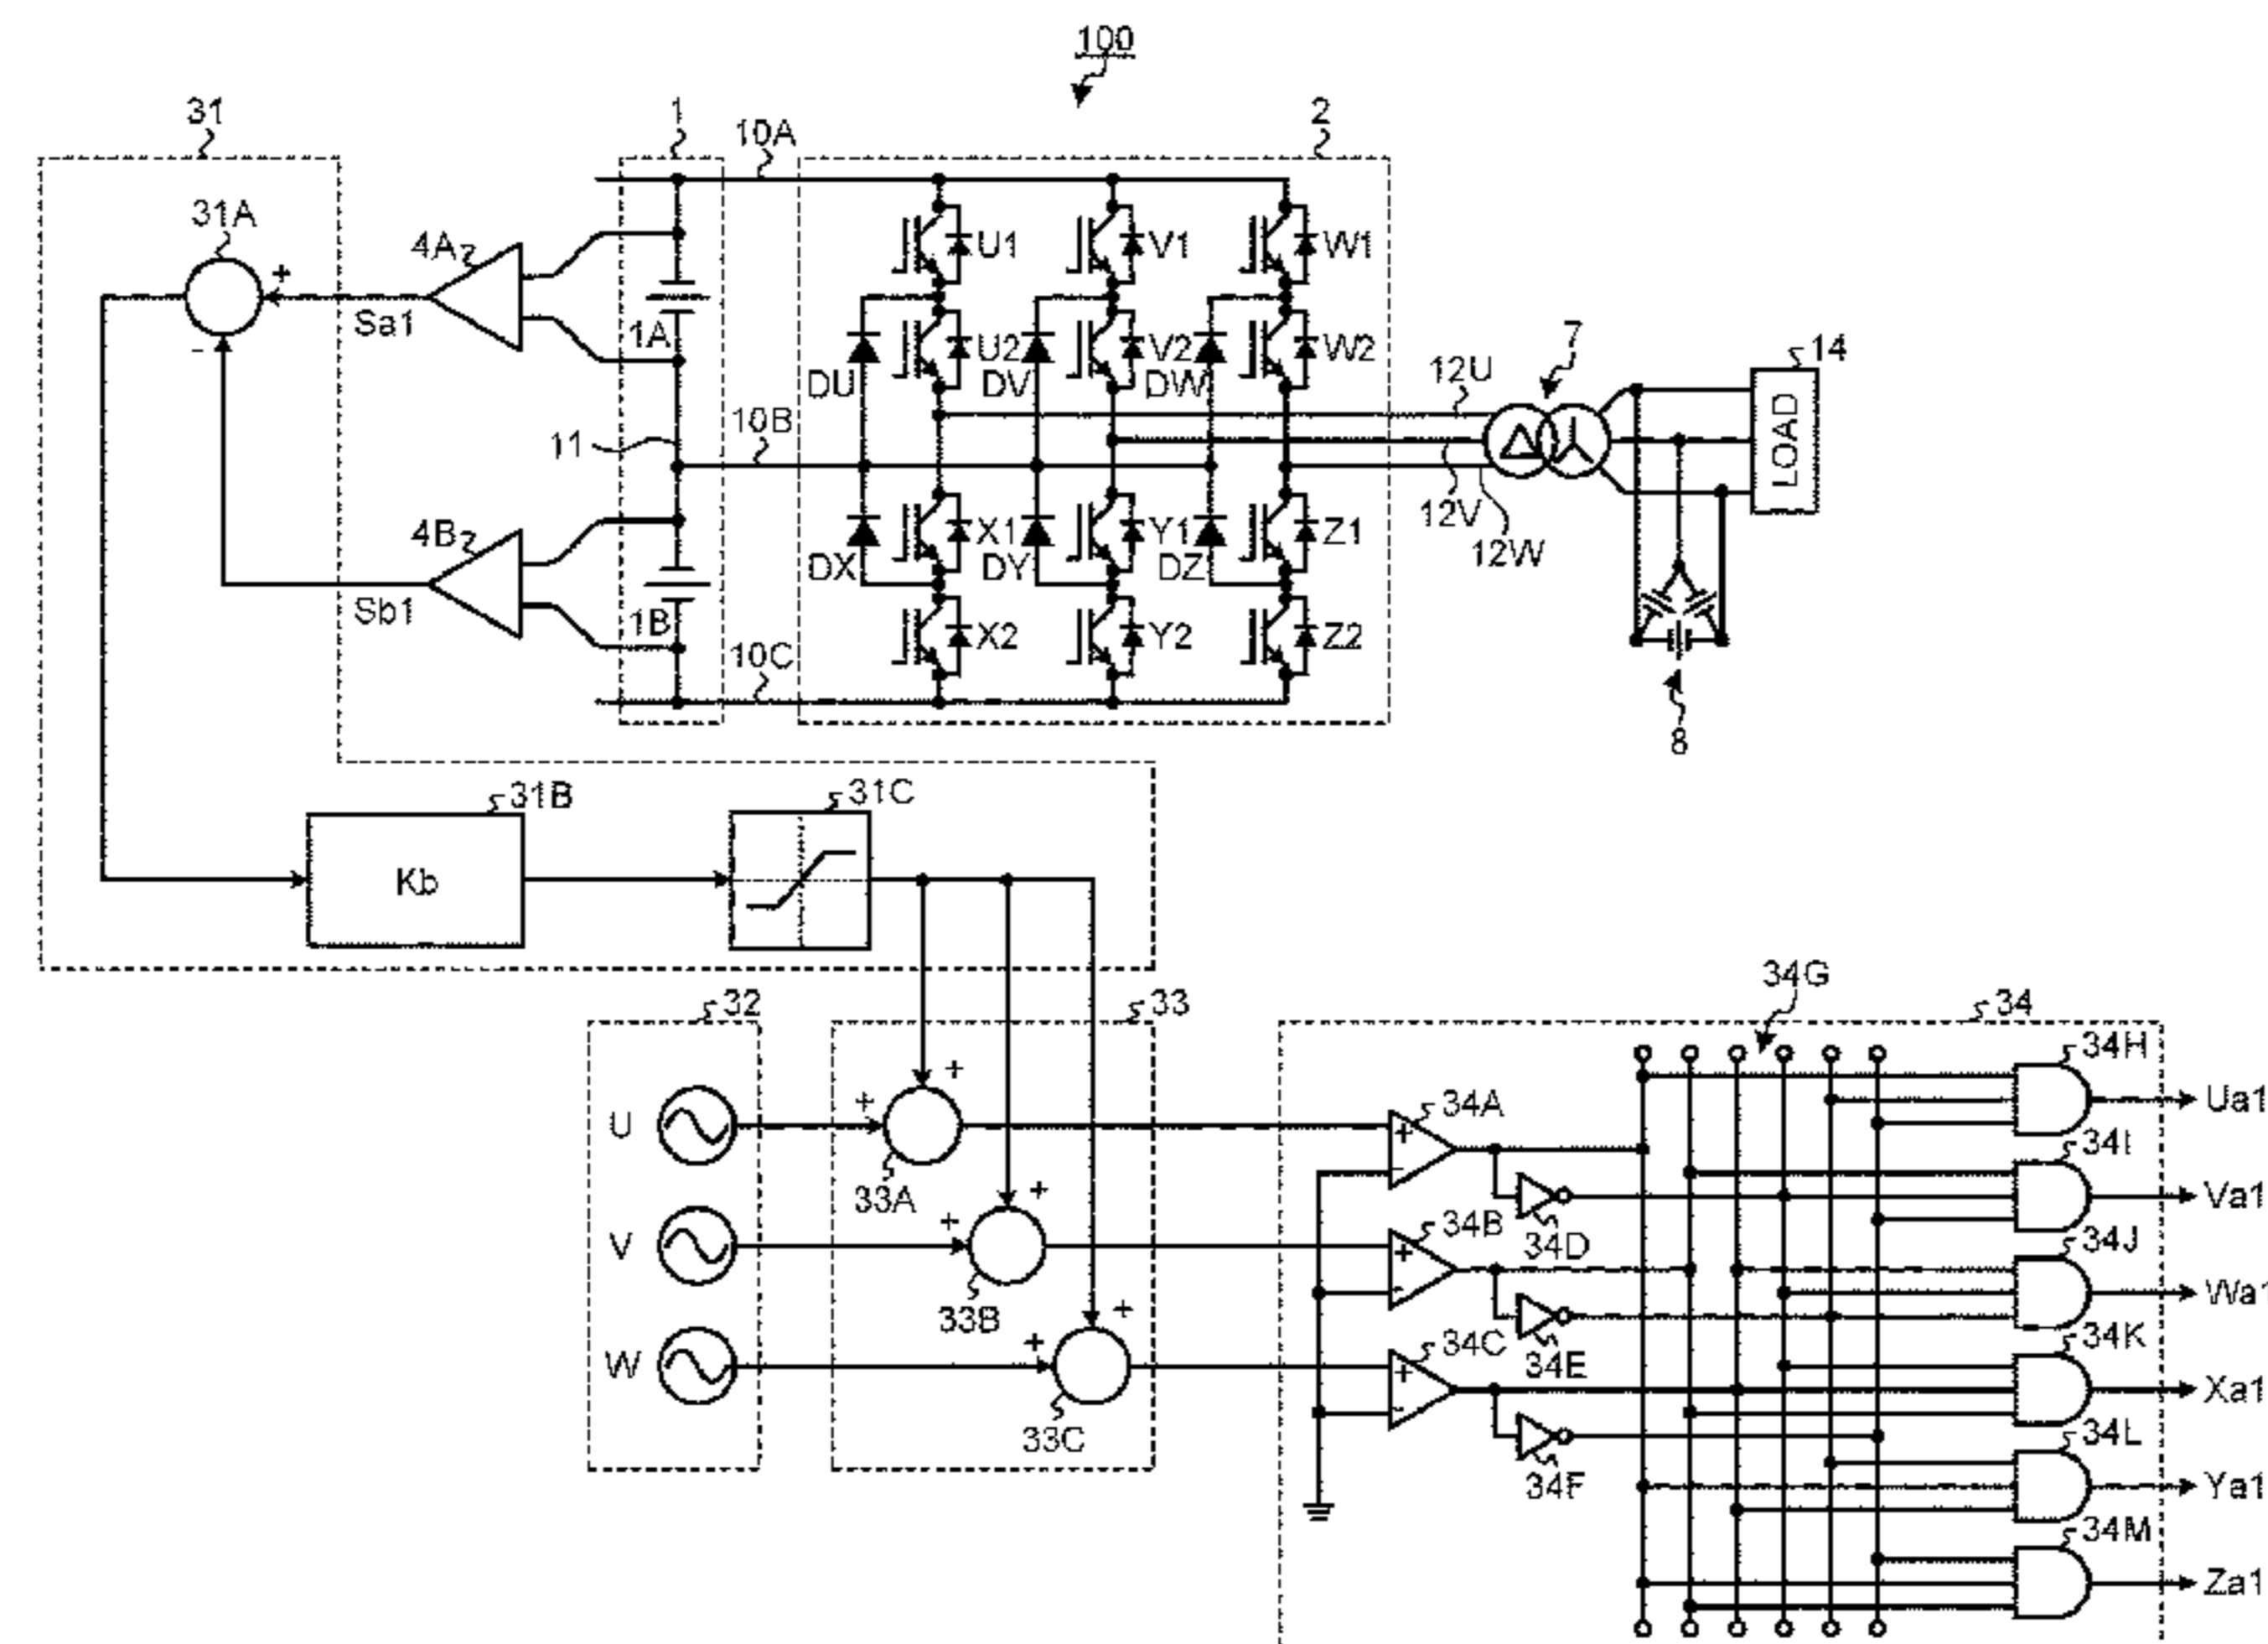 100
31
1
10A
2
31A
4A
+
Sa1
-
1A
U1
V1
W1
U2
V2
W2
DU
DV
DW
11
10B
12U
7
14
LOAD
12V
12W
4B
Sb1
1B
X1
Y1
Z1
DX
DY
DZ
X2
Y2
Z2
10C
8
31B
31C
Kb
32
33
34G
34
34H
Ua1
U
+
+
33A
34A
+
-
34I
Va1
34D
V
+
+
33B
34B
+
-
34J
Wa1
34E
34K
W
+
+
33C
34C
+
-
Xa1
34F
34L
Ya1
34M
Za1